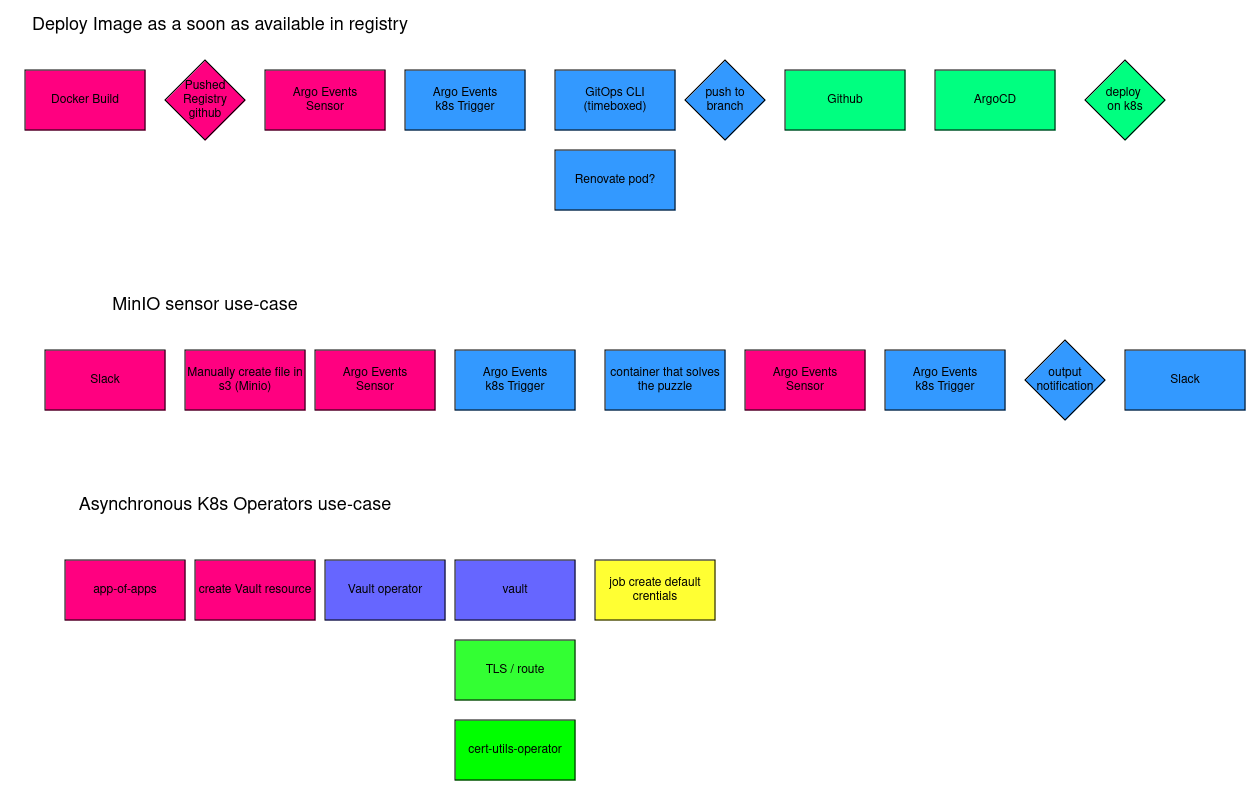 Deploy Image as a soon as available in registry
Docker Build
Pushed
Registry
github
Argo Events
Sensor
Argo Events
k8s Trigger
GitOps CLI
(timeboxed)
push to
branch
Github
ArgoCD
deploy
on k8s
Renovate pod?
MinIO sensor use-case
Slack
Manually create file in
s3 (Minio)
Argo Events
Sensor
Argo Events
k8s Trigger
container that solves
the puzzle
Argo Events
Sensor
Argo Events
k8s Trigger
output
notification
Slack
Asynchronous K8s Operators use-case
app-of-apps
create Vault resource
Vault operator
vault
job create default
crentials
TLS / route
cert-utils-operator